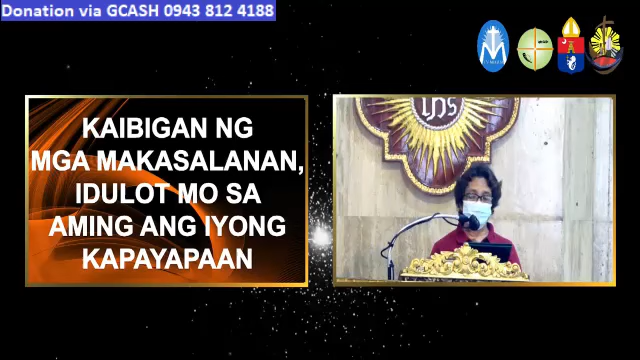 Donation via GCASH 0943 812 4188
KAIBIGAN NG
MGA MAKASALANAN,
IDULOT MO SA
AMING ANG IYONG
KAPAYAPAAN
IHS